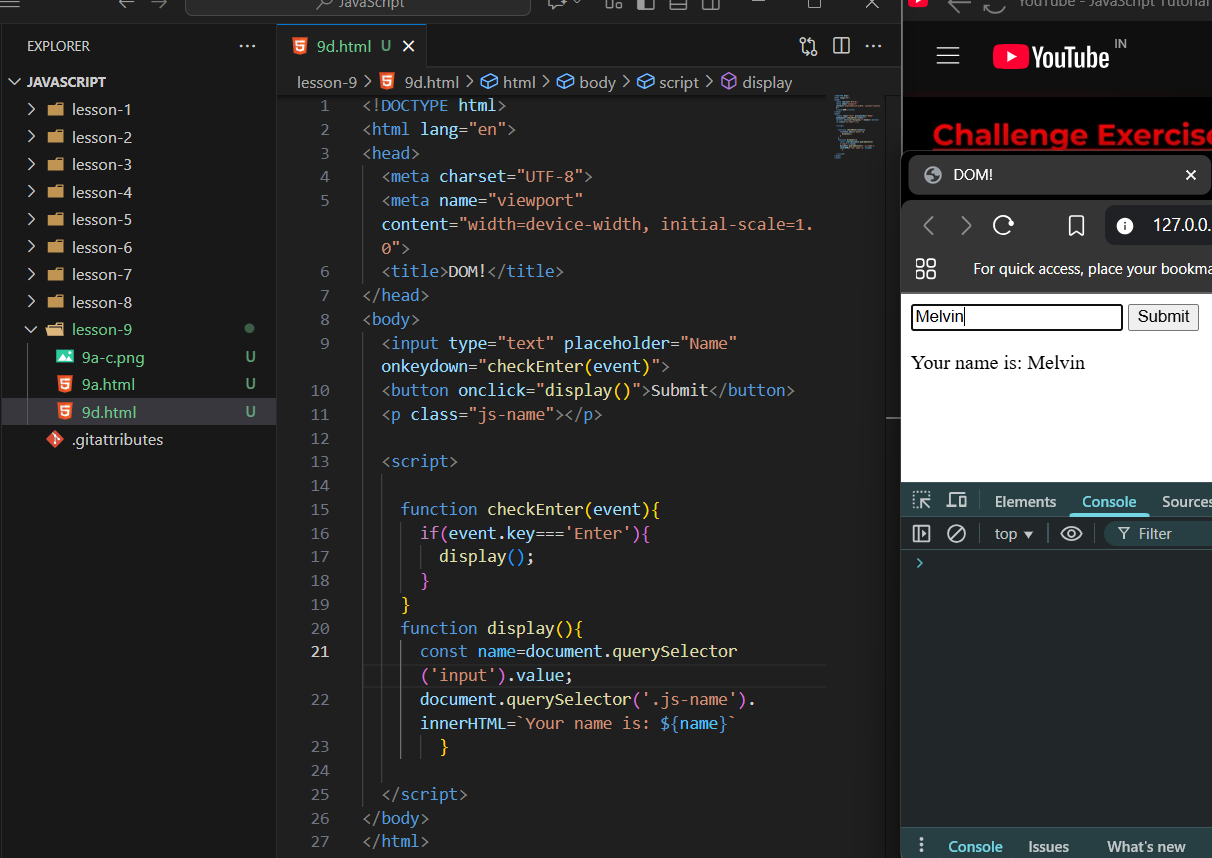 JavaScript
EXPLORER
JAVASCRIPT
lesson-1
lesson-2
lesson-3
lesson-4
lesson-5
lesson-6
lesson-7
lesson-8
lesson-9
9a-c.png U
9a.html U
9d.html U
.gitattributes
9d.html U
lesson-9 > 9d.html > html > body > script > display
1 <!DOCTYPE html>
2 <html lang="en">
3 <head>
4 <meta charset="UTF-8">
5 <meta name="viewport"
content="width=device-width, initial-scale=1.
0">
6 <title>DOM!</title>
7 </head>
8 <body>
9 <input type="text" placeholder="Name"
onkeydown="checkEnter(event)">
10 <button onclick="display()">Submit</button>
11 <p class="js-name"></p>
12
13 <script>
14
15 function checkEnter(event){
16 if(event.key==='Enter'){
17 display();
18 }
19 }
20 function display(){
21 const name=document.querySelector
('input').value;
22 document.querySelector('.js-name').
innerHTML=`Your name is: ${name}`
23 }
24
25 </script>
26 </body>
27 </html>
YouTube - JavaScript Tutorial
YouTube IN
Challenge Exercise
DOM!
127.0.0.
For quick access, place your bookma
Melvin Submit
Your name is: Melvin
Elements Console Sources
top Filter
Console Issues What's new